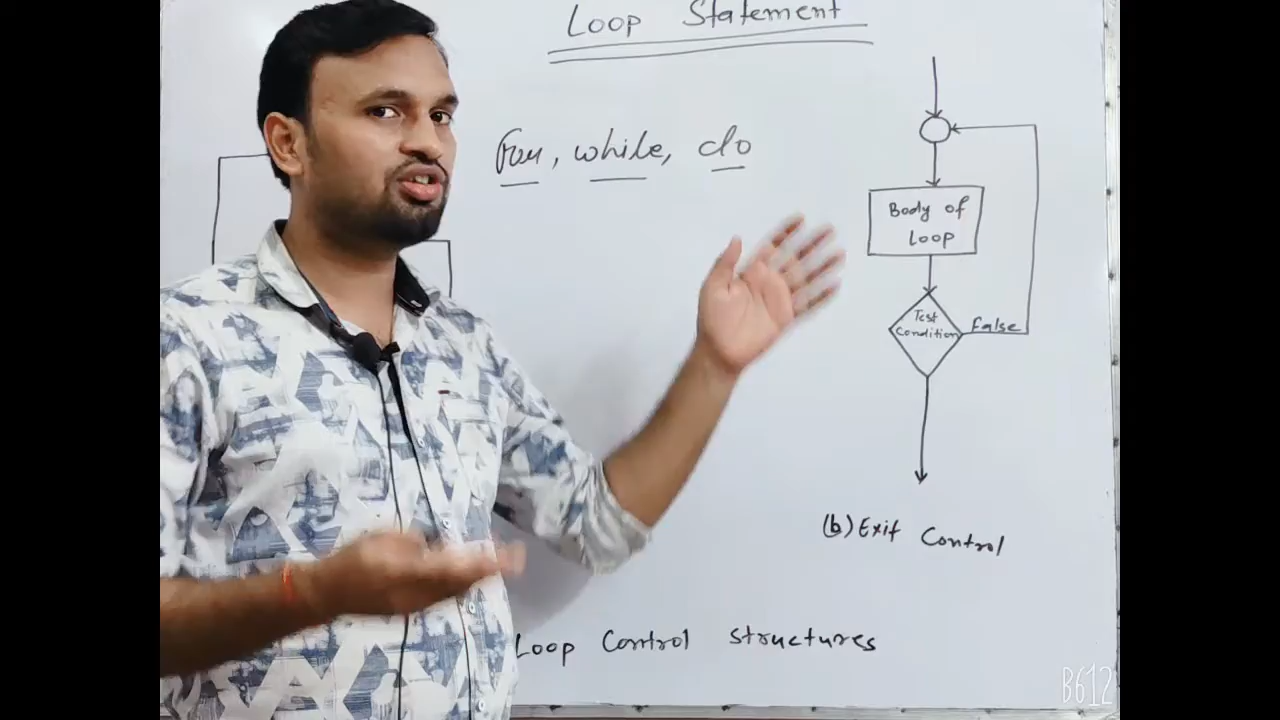 Loop Statement
For, while, do
Body of
Loop
Test
Condition
False
(b) Exit Control
Loop Control structures
B612